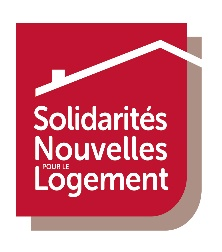 Solidarités
Nouvelles
POUR LE
Logement